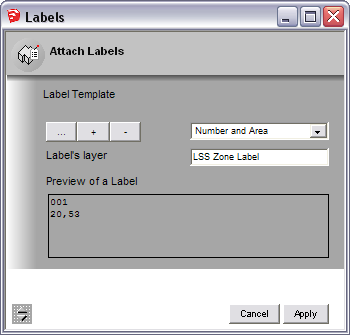 Labels
Attach Labels
Label Template
... + - Number and Area
Label's layer LSS Zone Label
Preview of a Label
001
20,53
Cancel Apply